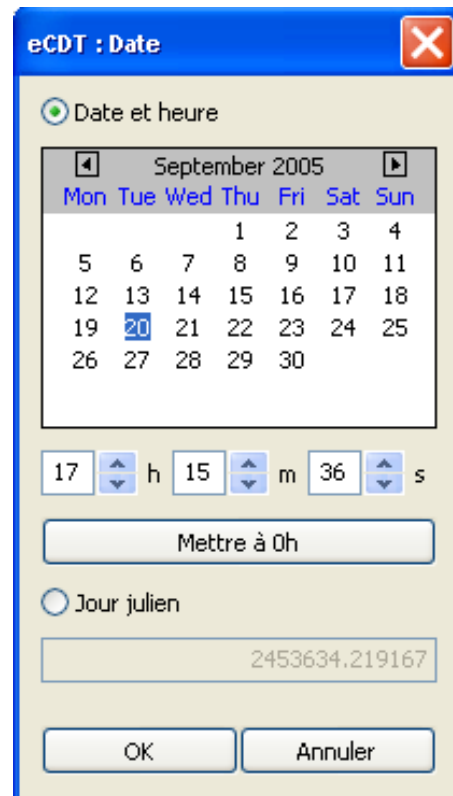 eCDT : Date
Date et heure
September 2005
Mon Tue Wed Thu Fri Sat Sun
1 2 3 4
5 6 7 8 9 10 11
12 13 14 15 16 17 18
19 20 21 22 23 24 25
26 27 28 29 30
17 h 15 m 36 s
Mettre à 0h
Jour julien
2453634.219167
OK Annuler